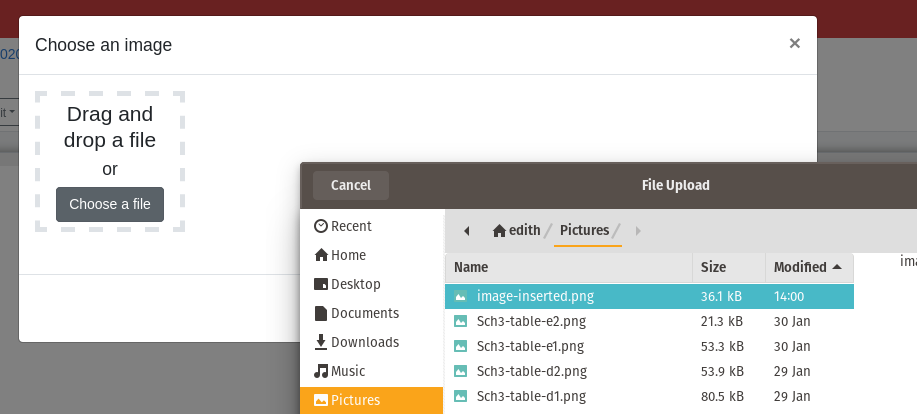 Choose an image ×
020
it
Drag and
drop a file
or
Choose a file
Cancel File Upload
Recent
Home
Desktop
Documents
Downloads
Music
Pictures
edith / Pictures /
Name Size Modified
image-inserted.png 36.1 kB 14:00
Sch3-table-e2.png 21.3 kB 30 Jan
Sch3-table-e1.png 53.3 kB 30 Jan
Sch3-table-d2.png 53.9 kB 29 Jan
Sch3-table-d1.png 80.5 kB 29 Jan
ima